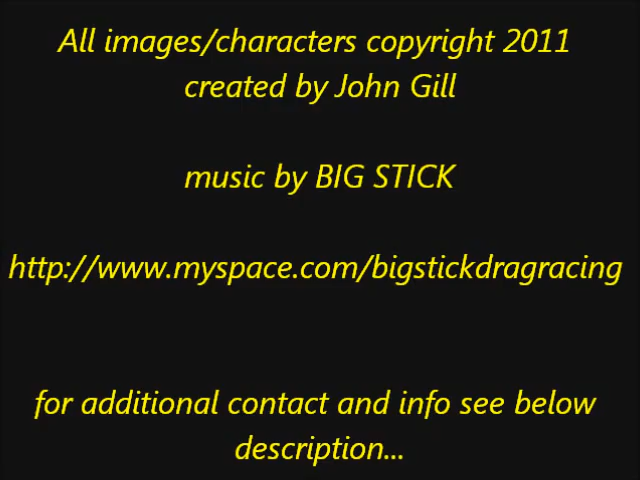 All images/characters copyright 2011
created by John Gill
music by BIG STICK
http://www.myspace.com/bigstickdragracing
for additional contact and info see below
description...